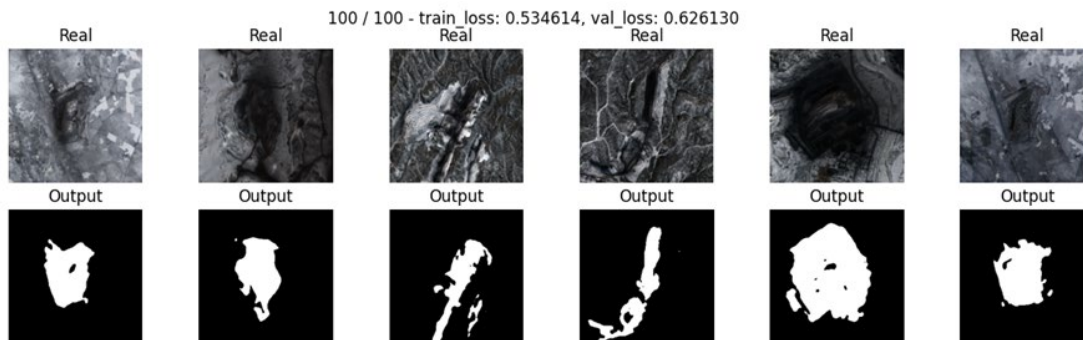 100 / 100 - train_loss: 0.534614, val_loss: 0.626130
Real Real Real Real Real Real
Output Output Output Output Output Output